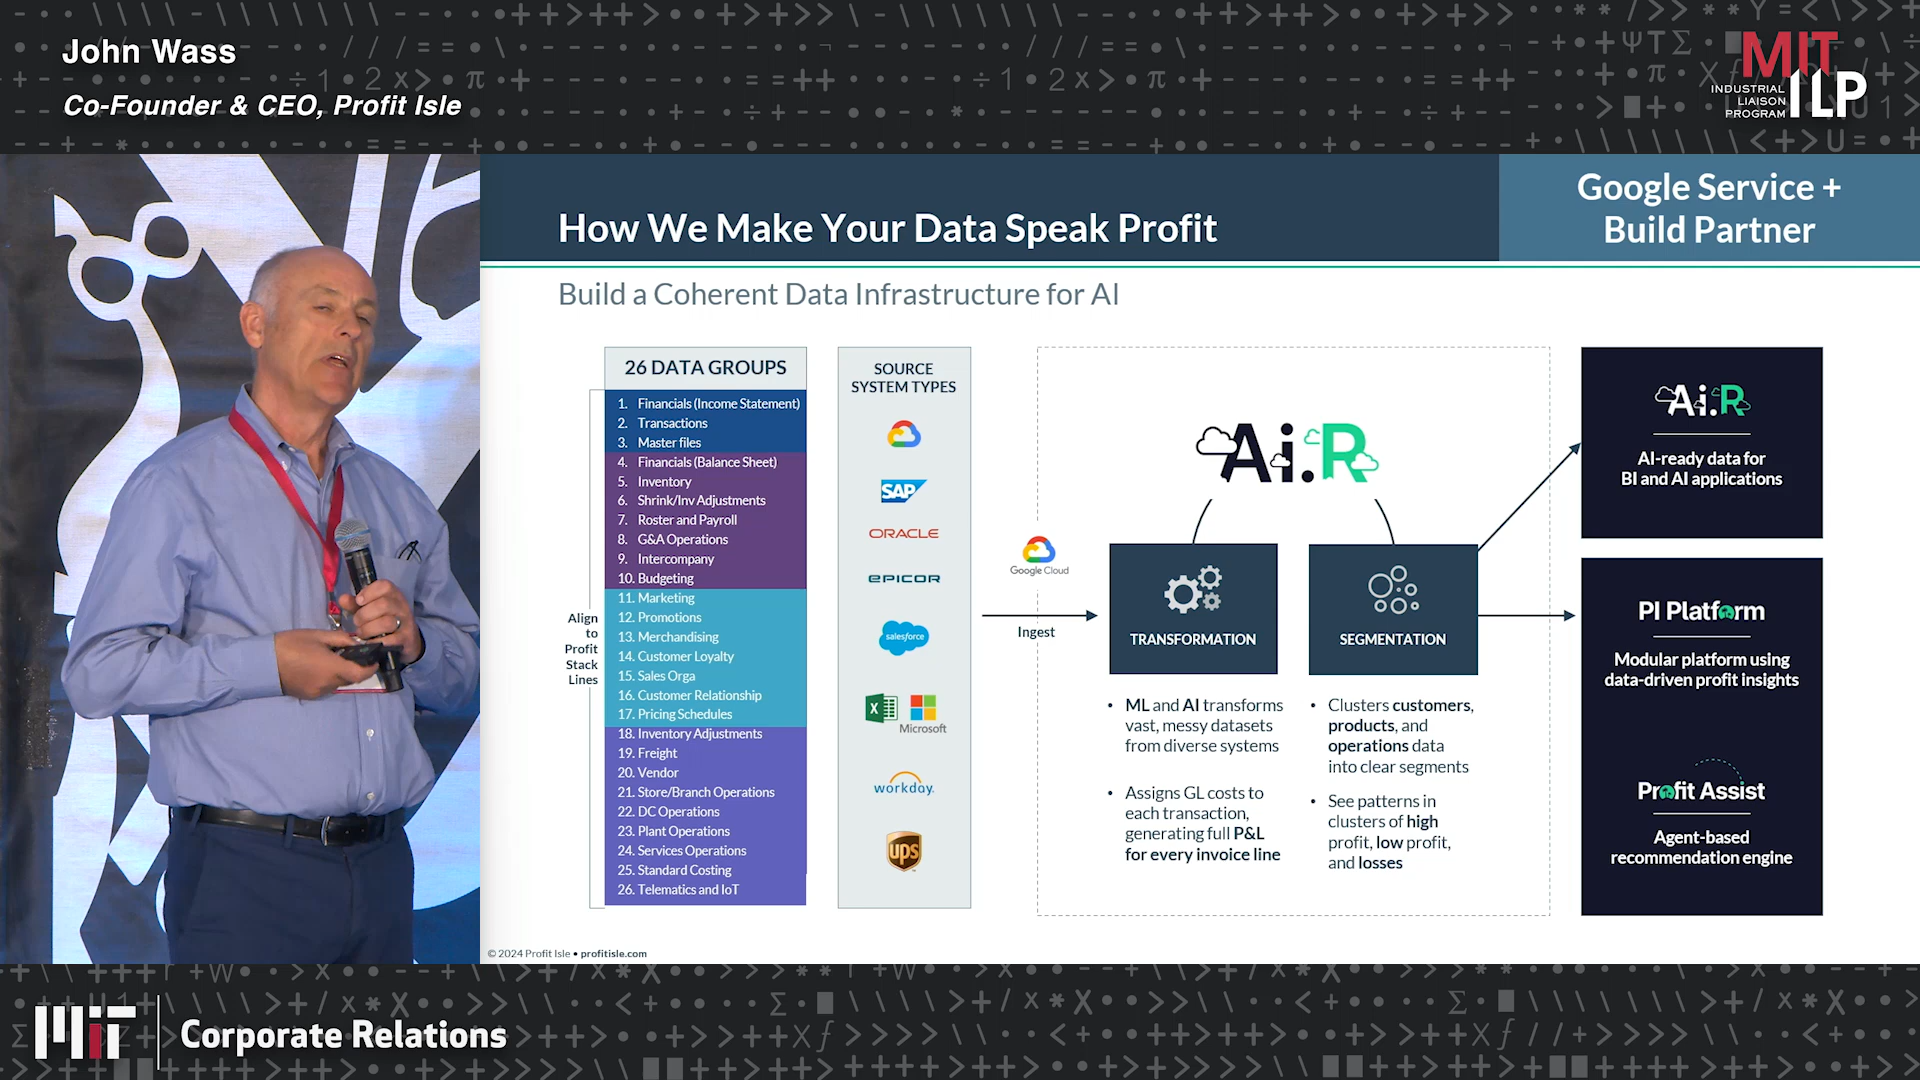 John Wass
Co-Founder & CEO, Profit Isle
MIT
INDUSTRIAL
LIAISON
PROGRAM
ILP
How We Make Your Data Speak Profit
Google Service +
Build Partner
Build a Coherent Data Infrastructure for AI
26 DATA GROUPS
1. Financials (Income Statement)
2. Transactions
3. Master files
4. Financials (Balance Sheet)
5. Inventory
6. Shrink/Inv Adjustments
7. Roster and Payroll
8. G&A Operations
9. Intercompany
10. Budgeting
11. Marketing
12. Promotions
13. Merchandising
14. Customer Loyalty
15. Sales Orga
16. Customer Relationship
17. Pricing Schedules
18. Inventory Adjustments
19. Freight
20. Vendor
21. Store/Branch Operations
22. DC Operations
23. Plant Operations
24. Services Operations
25. Standard Costing
26. Telematics and IoT
Align
to
Profit
Stack
Lines
SOURCE
SYSTEM TYPES
SAP
ORACLE
EPICOR
salesforce
X
Microsoft
workday.
ups
Google Cloud
Ingest
Ai.R
TRANSFORMATION
• ML and AI transforms
vast, messy datasets
from diverse systems
• Assigns GL costs to
each transaction,
generating full P&L
for every invoice line
SEGMENTATION
• Clusters customers,
products, and
operations data
into clear segments
• See patterns in
clusters of high
profit, low profit,
and losses
Ai.R
AI-ready data for
BI and AI applications
PI Platform
Modular platform using
data-driven profit insights
Profit Assist
Agent-based
recommendation engine
© 2024 Profit Isle • profitisle.com
MIT
Corporate Relations